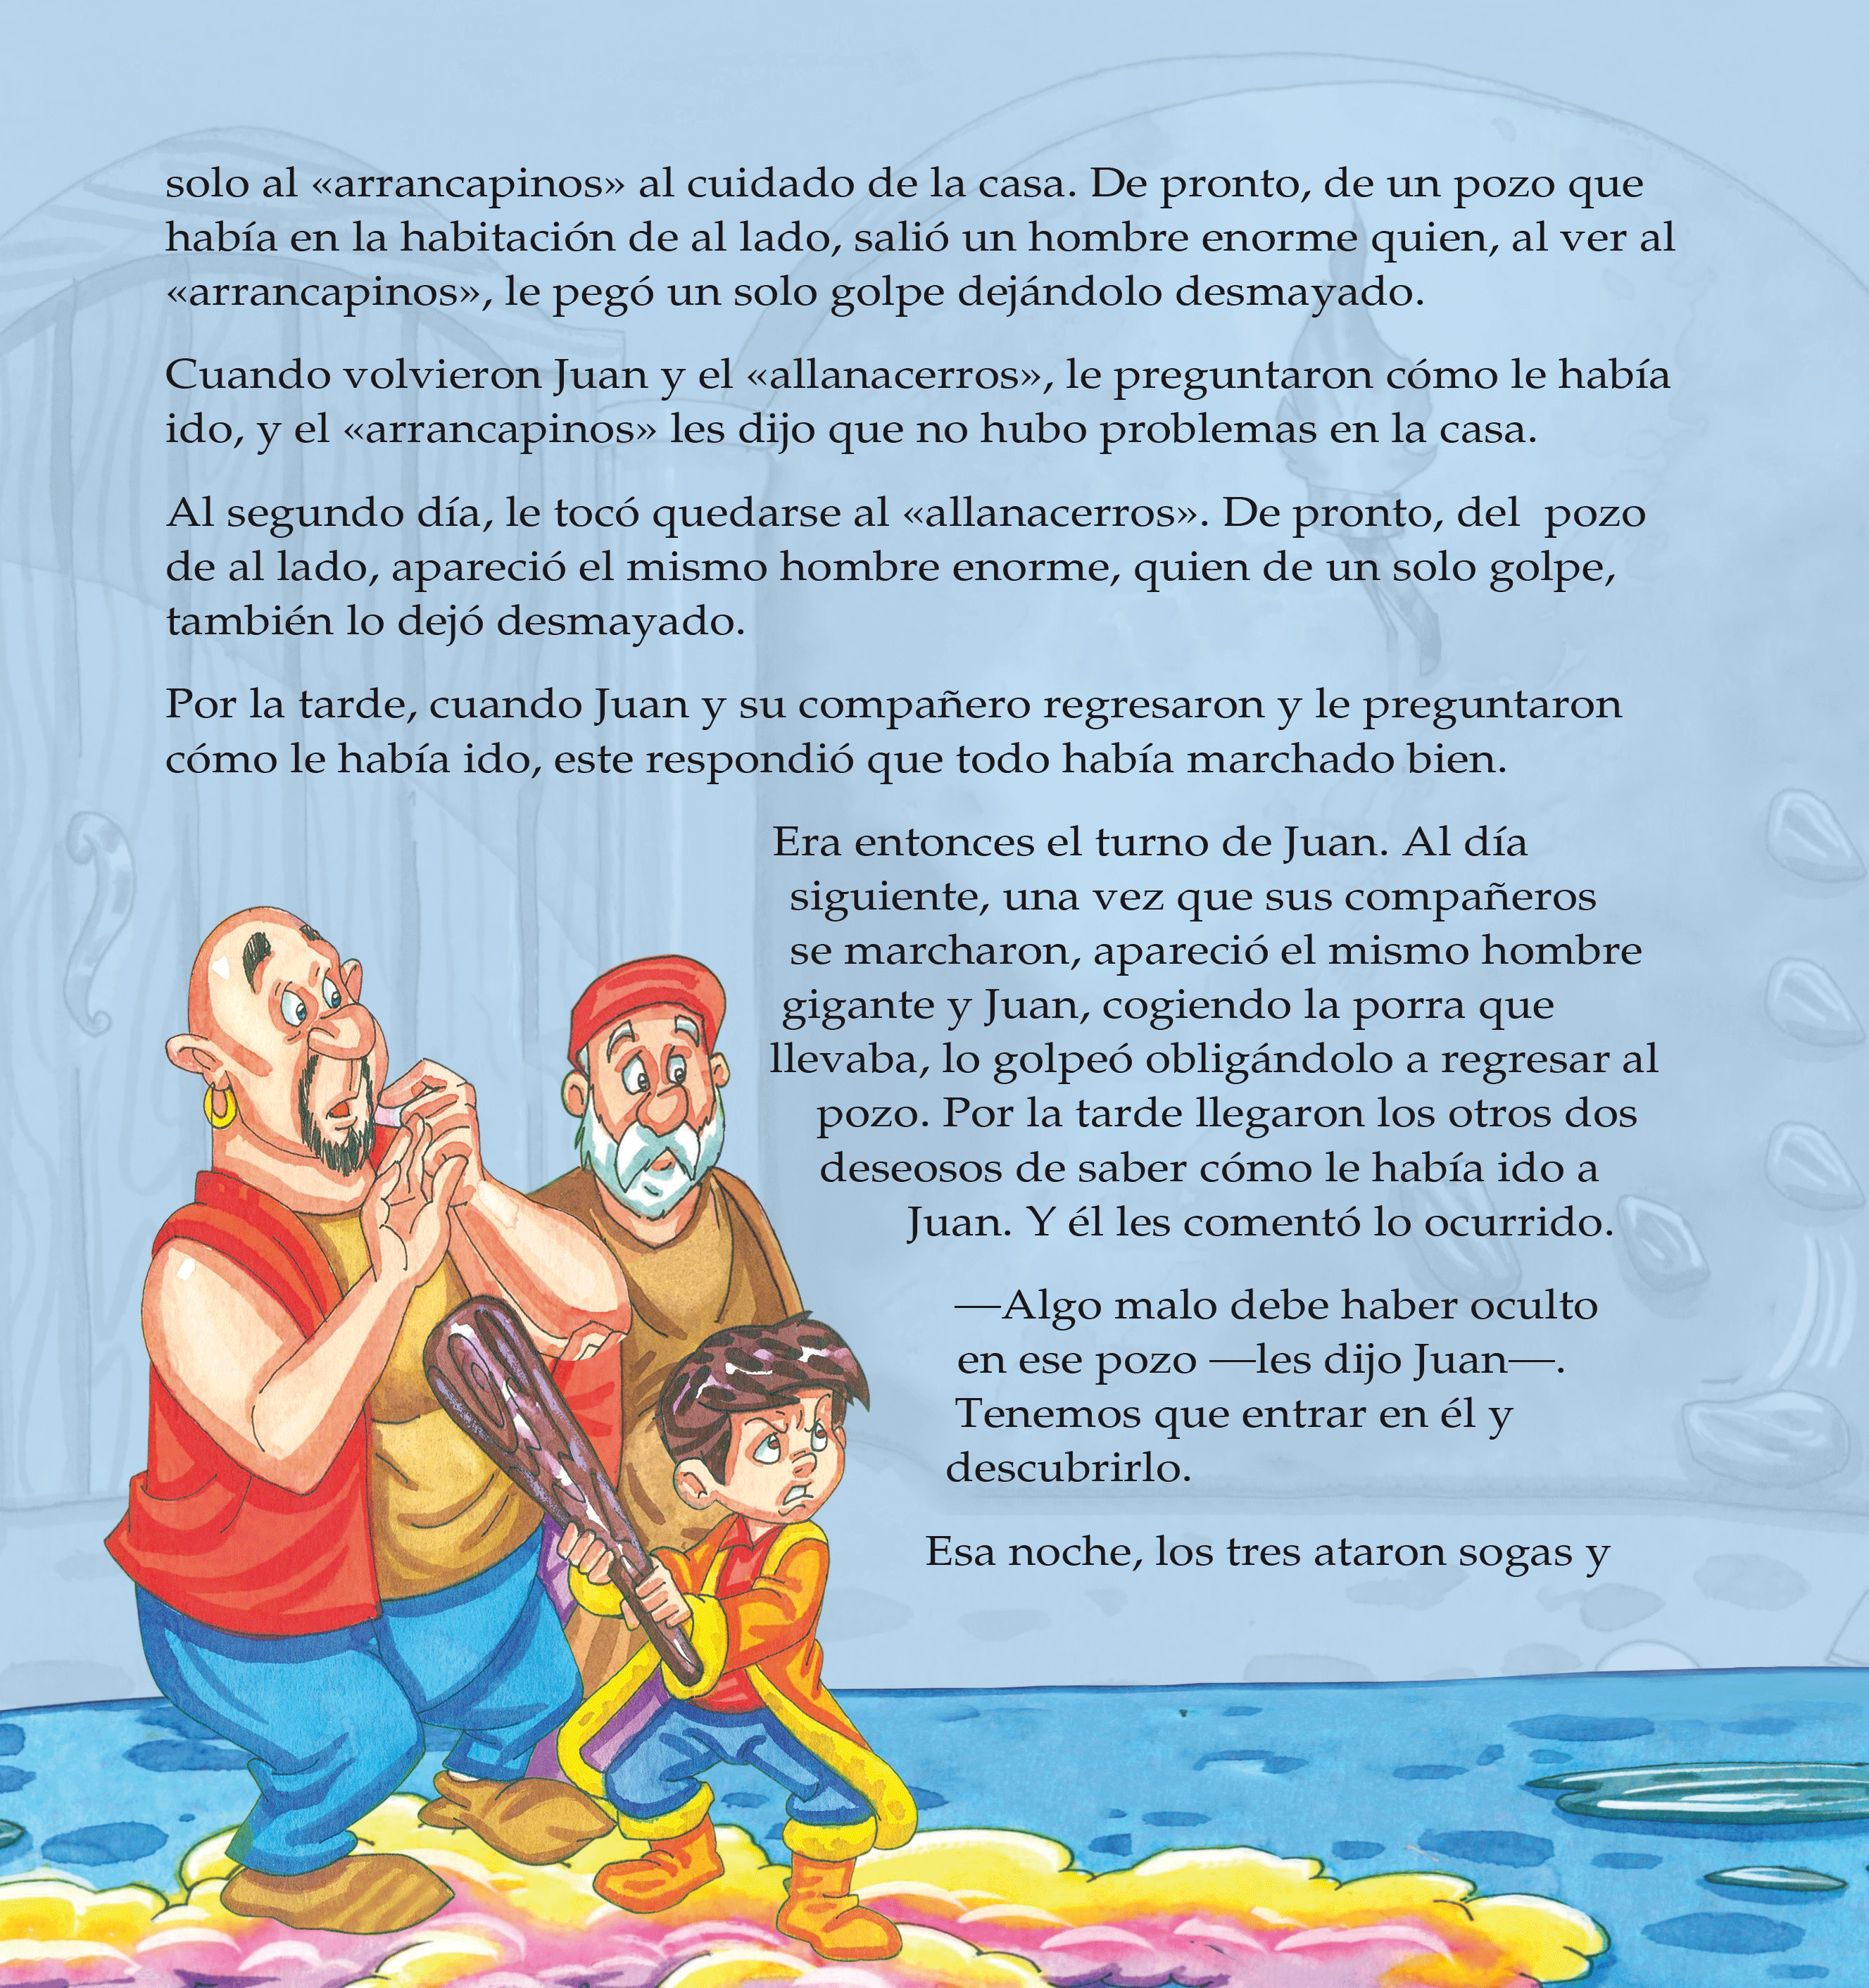 solo al «arrancapinos» al cuidado de la casa. De pronto, de un pozo que
había en la habitación de al lado, salió un hombre enorme quien, al ver al
«arrancapinos», le pegó un solo golpe dejándolo desmayado.
Cuando volvieron Juan y el «allanacerros», le preguntaron cómo le había
ido, y el «arrancapinos» les dijo que no hubo problemas en la casa.
Al segundo día, le tocó quedarse al «allanacerros». De pronto, del pozo
de al lado, apareció el mismo hombre enorme, quien de un solo golpe,
también lo dejó desmayado.
Por la tarde, cuando Juan y su compañero regresaron y le preguntaron
cómo le había ido, este respondió que todo había marchado bien.
Era entonces el turno de Juan. Al día
siguiente, una vez que sus compañeros
se marcharon, apareció el mismo hombre
gigante y Juan, cogiendo la porra que
llevaba, lo golpeó obligándolo a regresar al
pozo. Por la tarde llegaron los otros dos
deseosos de saber cómo le había ido a
Juan. Y él les comentó lo ocurrido.
—Algo malo debe haber oculto
en ese pozo —les dijo Juan—.
Tenemos que entrar en él y
descubrirlo.
Esa noche, los tres ataron sogas y